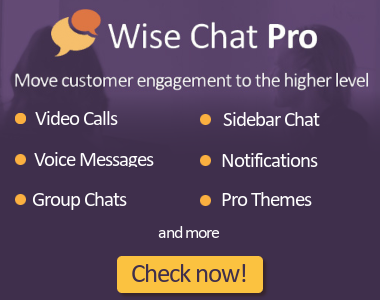 Wise Chat Pro
Move customer engagement to the higher level
Video Calls
Sidebar Chat
Voice Messages
Notifications
Group Chats
Pro Themes
and more
Check now!